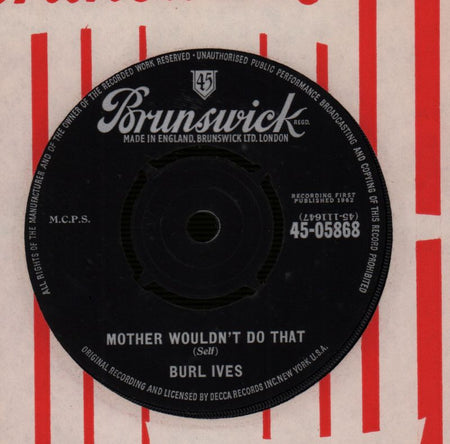 ALL RIGHTS OF THE MANUFACTURER AND OF THE OWNER OF THE RECORDED WORK RESERVED • UNAUTHORISED PUBLIC PERFORMANCE BROADCASTING AND COPYING OF THIS RECORD PROHIBITED
45
Brunswick REGD.
MADE IN ENGLAND, BRUNSWICK LTD. LONDON
RECORDING FIRST
PUBLISHED 1962
M.C.P.S.
(45-111647)
45-05868
MOTHER WOULDN'T DO THAT
(Self)
BURL IVES
ORIGINAL RECORDING AND LICENSED BY DECCA RECORDS INC. NEW YORK. U.S.A.